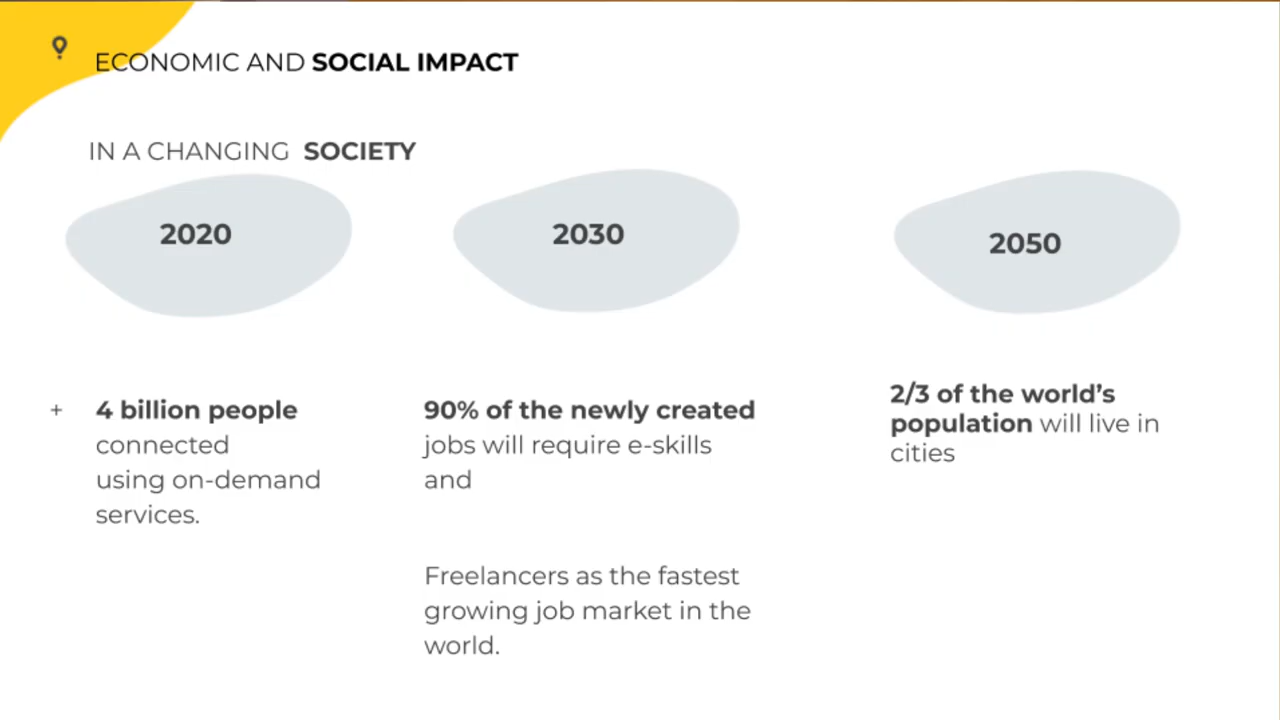 ECONOMIC AND SOCIAL IMPACT
IN A CHANGING SOCIETY
2020
+ 4 billion people
connected
using on-demand
services.
2030
90% of the newly created
jobs will require e-skills
and
Freelancers as the fastest
growing job market in the
world.
2050
2/3 of the world’s
population will live in
cities